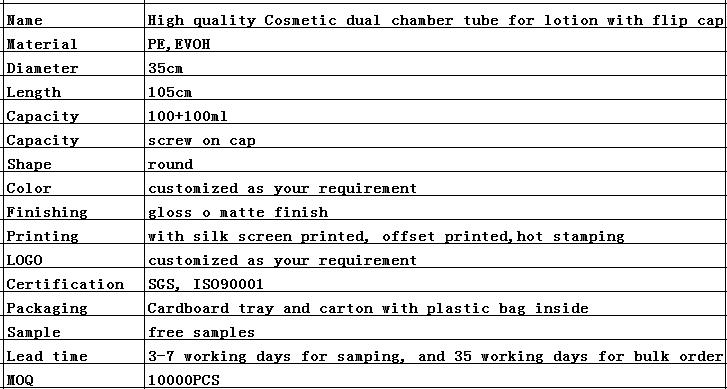 Name High quality Cosmetic dual chamber tube for lotion with flip cap
Material PE,EVOH
Diameter 35cm
Length 105cm
Capacity 100+100ml
Capacity screw on cap
Shape round
Color customized as your requirement
Finishing gloss o matte finish
Printing with silk screen printed, offset printed,hot stamping
LOGO customized as your requirement
Certification SGS, ISO90001
Packaging Cardboard tray and carton with plastic bag inside
Sample free samples
Lead time 3-7 working days for samping, and 35 working days for bulk order
MOQ 10000PCS